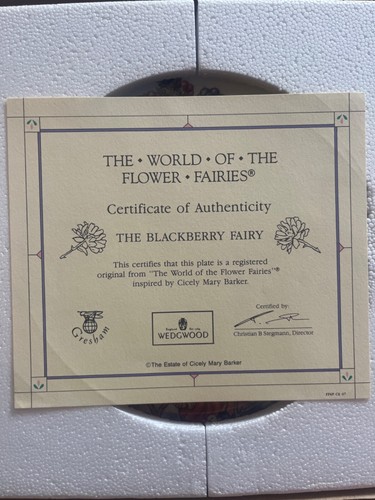 THE • WORLD • OF • THE
FLOWER • FAIRIES®
Certificate of Authenticity
THE BLACKBERRY FAIRY
This certifies that this plate is a registered
original from "The World of the Flower Fairies"®
inspired by Cicely Mary Barker.
Certified by:
Gresham
WEDGWOOD
Christian B Stegmann, Director
©The Estate of Cicely Mary Barker